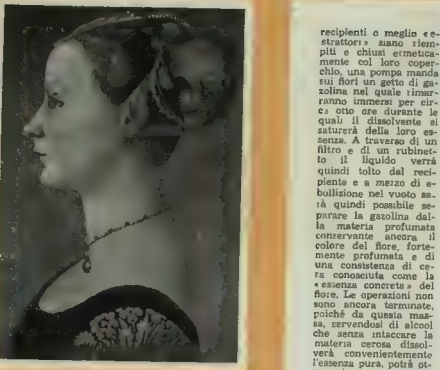 recipienti o meglio « e-
strattori » siano riem-
piti e chiusi ermetica-
mente col loro coper-
chio, una pompa manda
sui fiori un getto di ga-
zolina nel quale rimar-
ranno immersi per cir-
ca otto ore durante le
quali il dissolvente si
saturerà della loro es-
senza. A traverso di un
filtro e di un rubinet-
to il liquido verrà
quindi tolto dal reci-
piente e a mezzo di e-
bollizione nel vuoto sa-
rà quindi possibile se-
parare la gazolina dal-
la materia profumata
conservante ancora il
colore del fiore, forte-
mente profumata e di
una consistenza di ce-
ra conosciuta come la
« essenza concreta » del
fiore. Le operazioni non
sono ancora terminate,
poiché da questa mas-
sa, servendosi di alcool
che senza intaccare la
materia cerosa dissol-
verà convenientemente
l'essenza pura, potrà ot-